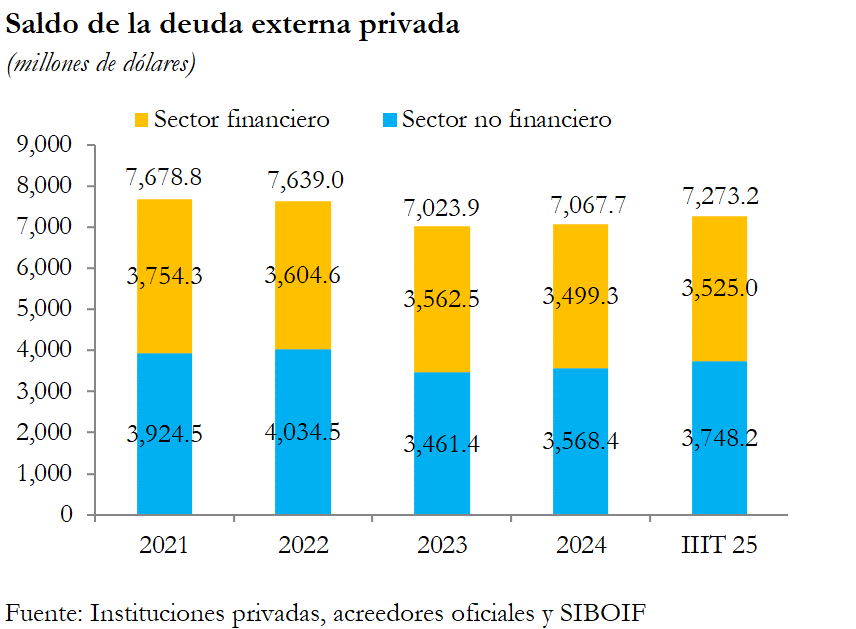 Saldo de la deuda externa privada
(millones de dólares)
Sector financiero Sector no financiero
9,000
8,000
7,000
6,000
5,000
4,000
3,000
2,000
1,000
0
7,678.8 7,639.0 7,023.9 7,067.7 7,273.2
3,754.3 3,604.6 3,562.5 3,499.3 3,525.0
3,924.5 4,034.5 3,461.4 3,568.4 3,748.2
2021 2022 2023 2024 IIIT 25
Fuente: Instituciones privadas, acreedores oficiales y SIBOIF